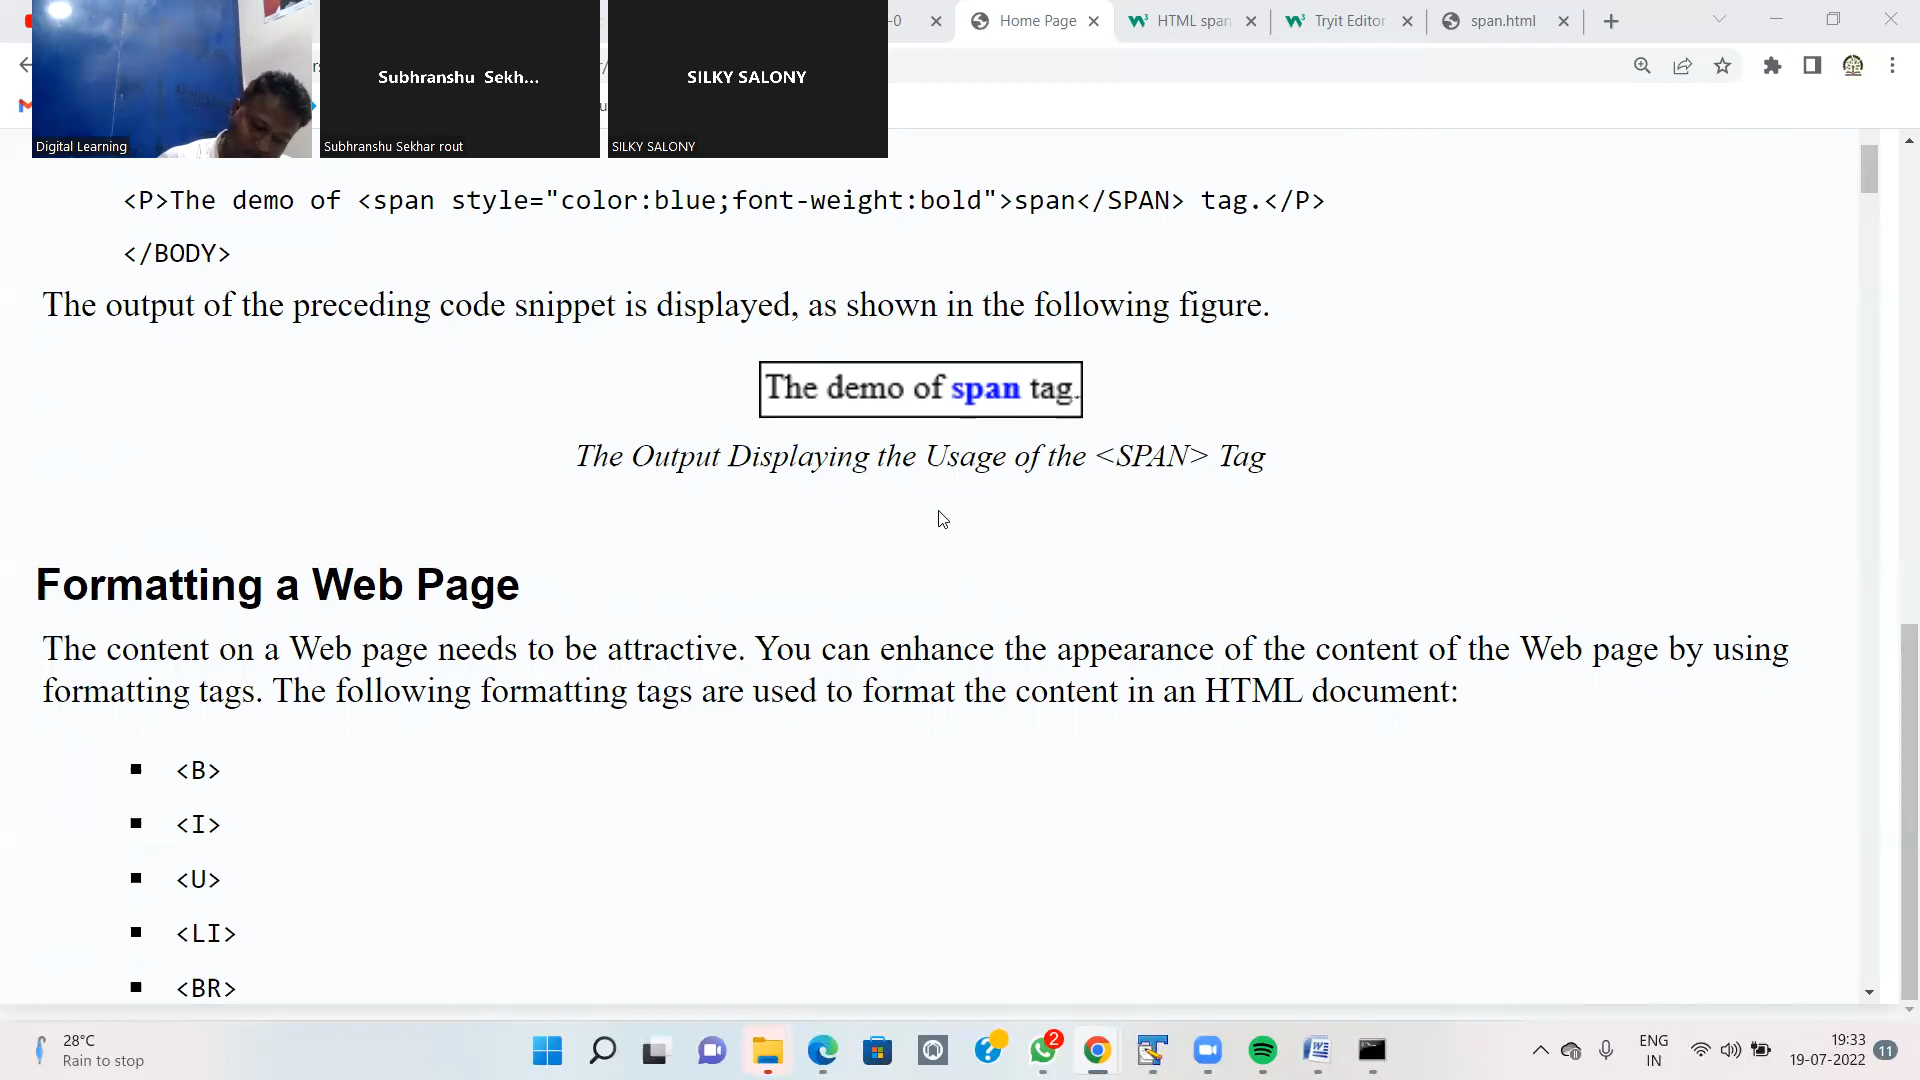 -0
Home Page
HTML span
Tryit Editor
span.html
Subhranshu Sekh...
SILKY SALONY
Digital Learning
Subhranshu Sekhar rout
SILKY SALONY
<P>The demo of <span style="color:blue;font-weight:bold">span</SPAN> tag.</P>
</BODY>
The output of the preceding code snippet is displayed, as shown in the following figure.
The demo of span tag.
The Output Displaying the Usage of the <SPAN> Tag
Formatting a Web Page
The content on a Web page needs to be attractive. You can enhance the appearance of the content of the Web page by using
formatting tags. The following formatting tags are used to format the content in an HTML document:
<B>
<I>
<U>
<LI>
<BR>
28°C
Rain to stop
2
ENG
IN
19:33
19-07-2022
11